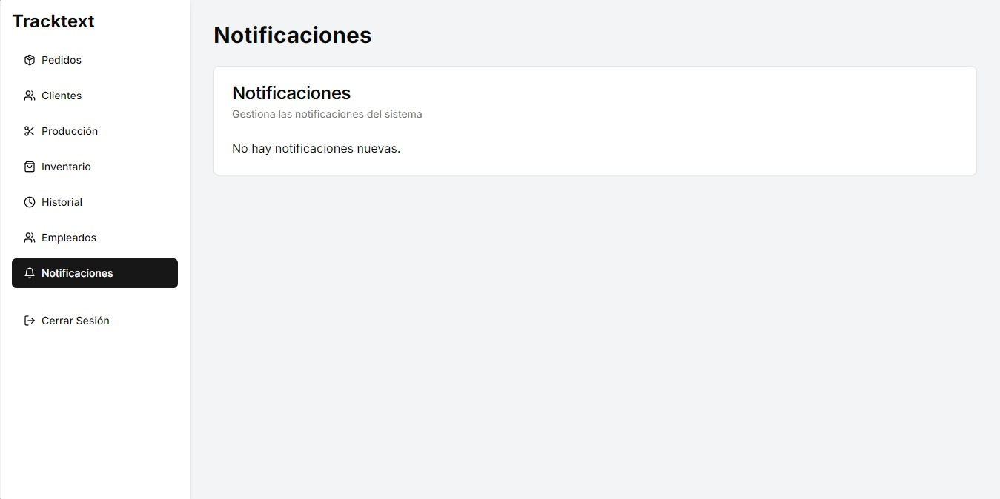 Tracktext
Pedidos
Clientes
Producción
Inventario
Historial
Empleados
Notificaciones
Cerrar Sesión
Notificaciones
Notificaciones
Gestiona las notificaciones del sistema
No hay notificaciones nuevas.